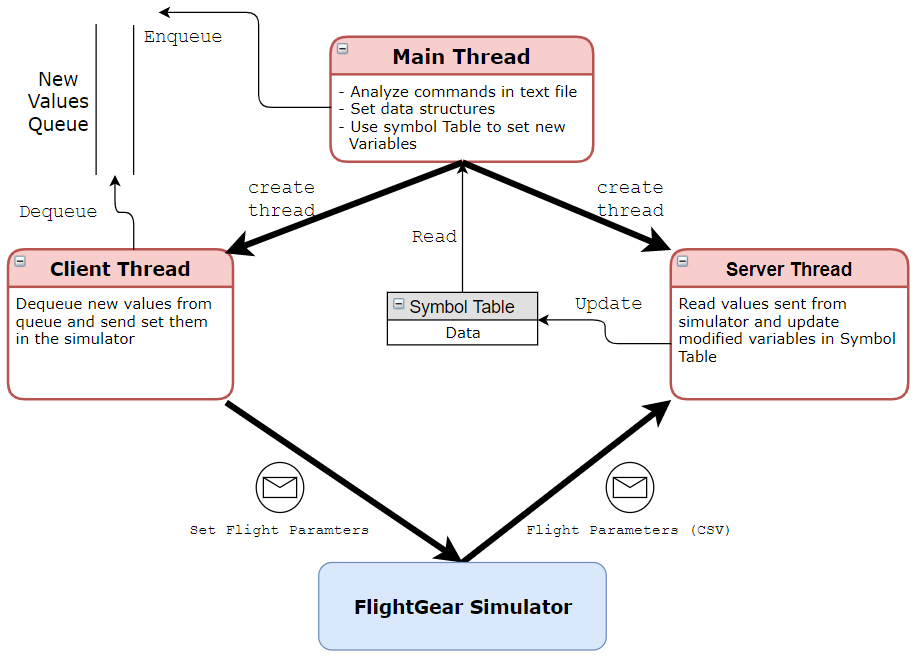 Enqueue
New
Values
Queue
Main Thread
- Analyze commands in text file
- Set data structures
- Use symbol Table to set new
Variables
create
thread
create
thread
Dequeue
Read
Client Thread
Dequeue new values from
queue and send set them
in the simulator
Symbol Table
Data
Update
Server Thread
Read values sent from
simulator and update
modified variables in Symbol
Table
Set Flight Paramters
Flight Parameters (CSV)
FlightGear Simulator